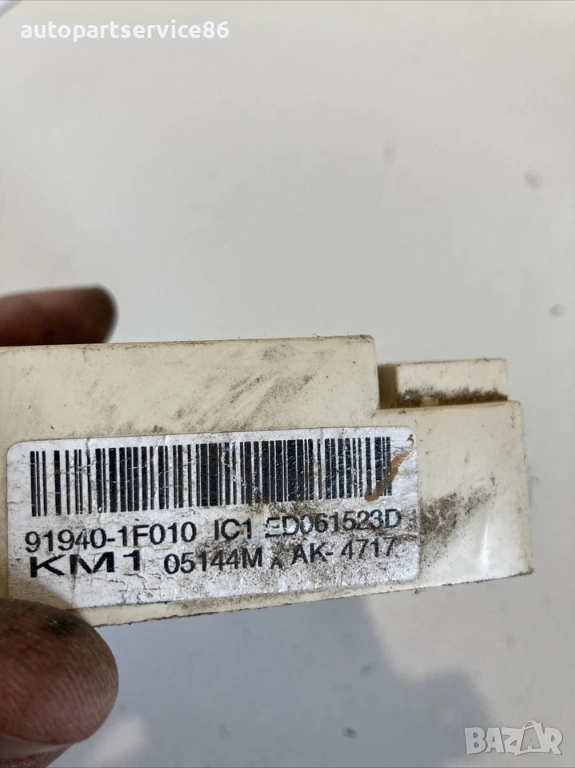 autopartservice86
91940-1F010 IC1 ED061523D
KM1 05144M A AK-4717
BAZAR